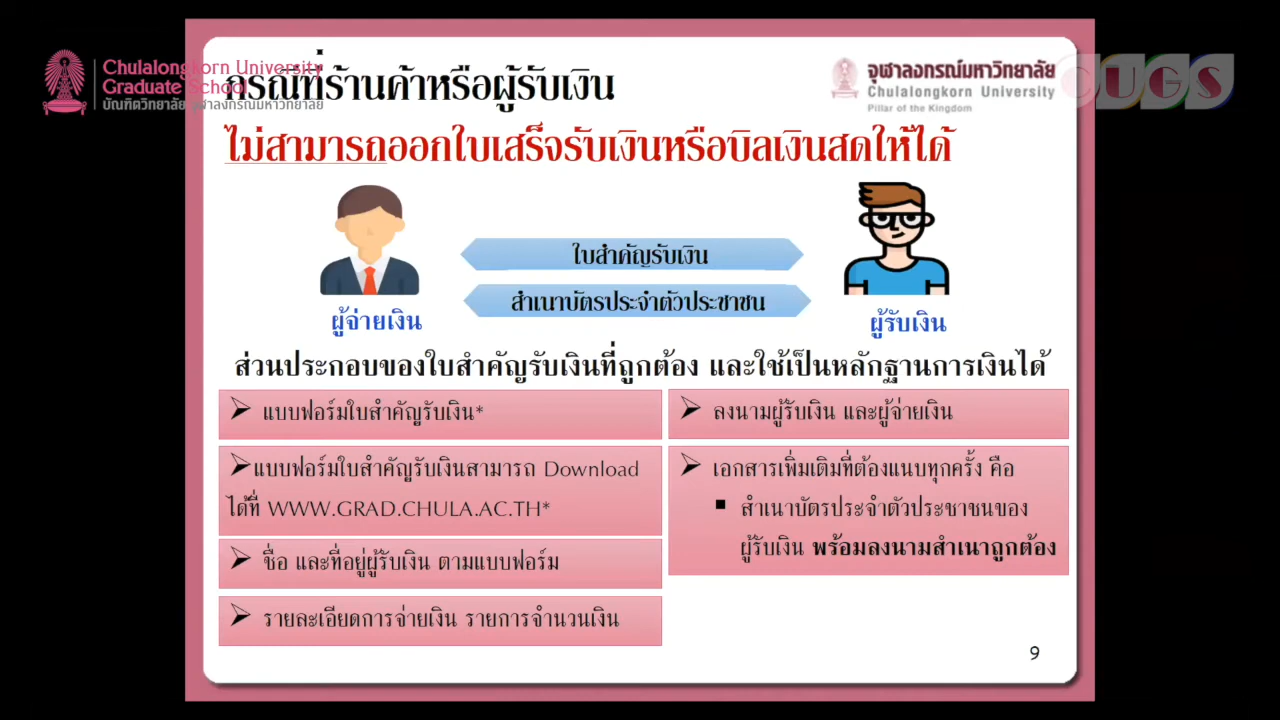 Chulalongkorn University
Graduate School
บัณฑิตวิทยาลัย จุฬาลงกรณ์มหาวิทยาลัย
กรณีที่ร้านค้าหรือผู้รับเงิน
จุฬาลงกรณ์มหาวิทยาลัย
Chulalongkorn University
Pillar of the Kingdom
CUGS
ไม่สามารถออกใบเสร็จรับเงินหรือบิลเงินสดให้ได้
ใบสำคัญรับเงิน
สำเนาบัตรประจำตัวประชาชน
ผู้จ่ายเงิน
ผู้รับเงิน
ส่วนประกอบของใบสำคัญรับเงินที่ถูกต้อง และใช้เป็นหลักฐานการเงินได้
แบบฟอร์มใบสำคัญรับเงิน*
แบบฟอร์มใบสำคัญรับเงินสามารถ Download
ได้ที่ WWW.GRAD.CHULA.AC.TH*
ชื่อ และที่อยู่ผู้รับเงิน ตามแบบฟอร์ม
รายละเอียดการจ่ายเงิน รายการจำนวนเงิน
ลงนามผู้รับเงิน และผู้จ่ายเงิน
เอกสารเพิ่มเติมที่ต้องแนบทุกครั้ง คือ
สำเนาบัตรประจำตัวประชาชนของ
ผู้รับเงิน พร้อมลงนามสำเนาถูกต้อง
9